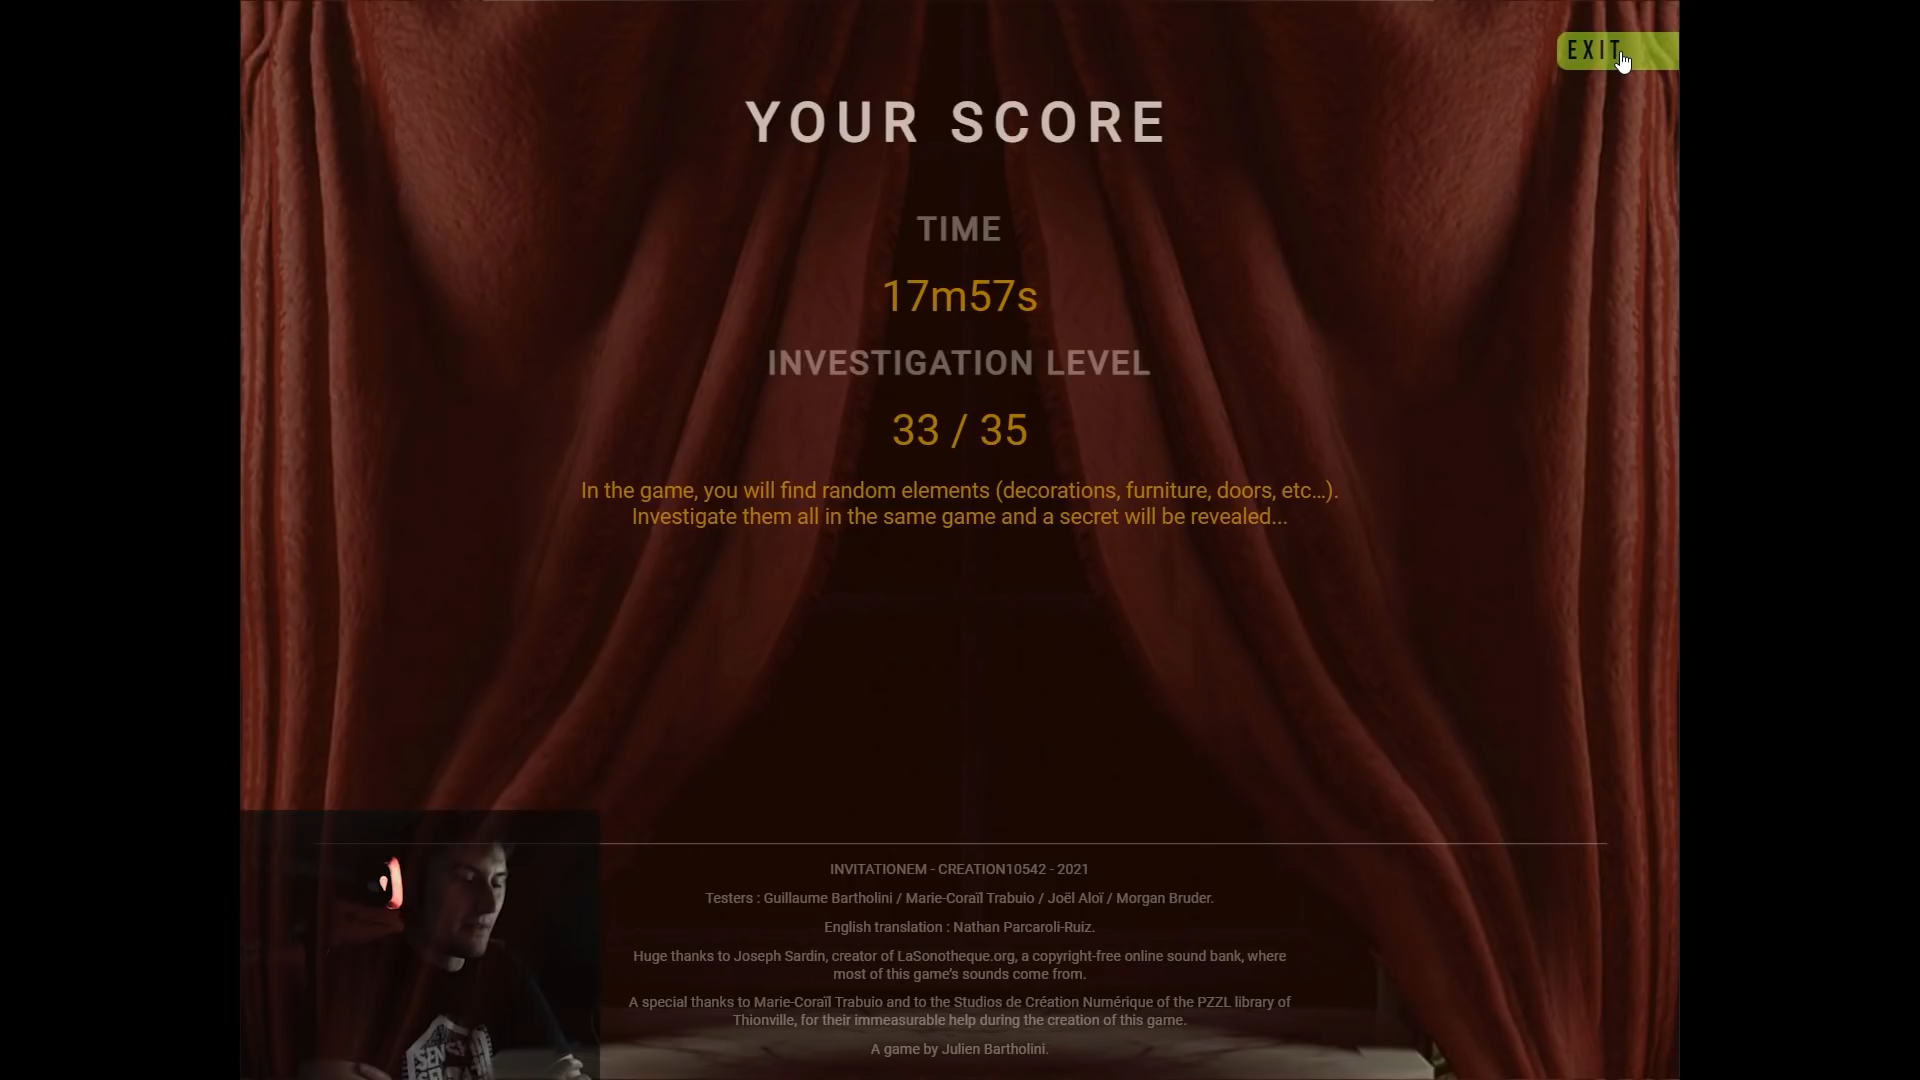 EXIT
YOUR SCORE
TIME
17m57s
INVESTIGATION LEVEL
33 / 35
In the game, you will find random elements (decorations, furniture, doors, etc...).
Investigate them all in the same game and a secret will be revealed...
INVITATIONEM - CREATION10542 - 2021
Testers : Guillaume Bartholini / Marie-Coraïl Trabuio / Joël Aloï / Morgan Bruder.
English translation : Nathan Parcaroli-Ruiz.
Huge thanks to Joseph Sardin, creator of LaSonotheque.org, a copyright-free online sound bank, where
most of this game's sounds come from.
A special thanks to Marie-Coraïl Trabuio and to the Studios de Création Numérique of the PZZL library of
Thionville, for their immeasurable help during the creation of this game.
A game by Julien Bartholini.